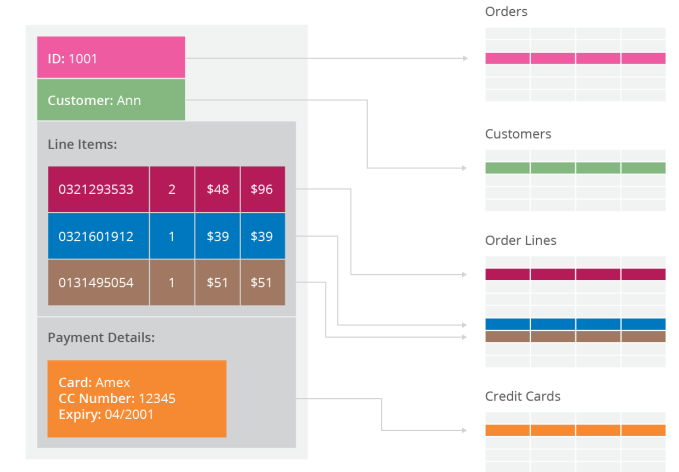 Orders
ID: 1001
Customer: Ann
Customers
Line Items:
0321293533 2 $48 $96
0321601912 1 $39 $39
0131495054 1 $51 $51
Order Lines
Payment Details:
Card: Amex
CC Number: 12345
Expiry: 04/2001
Credit Cards